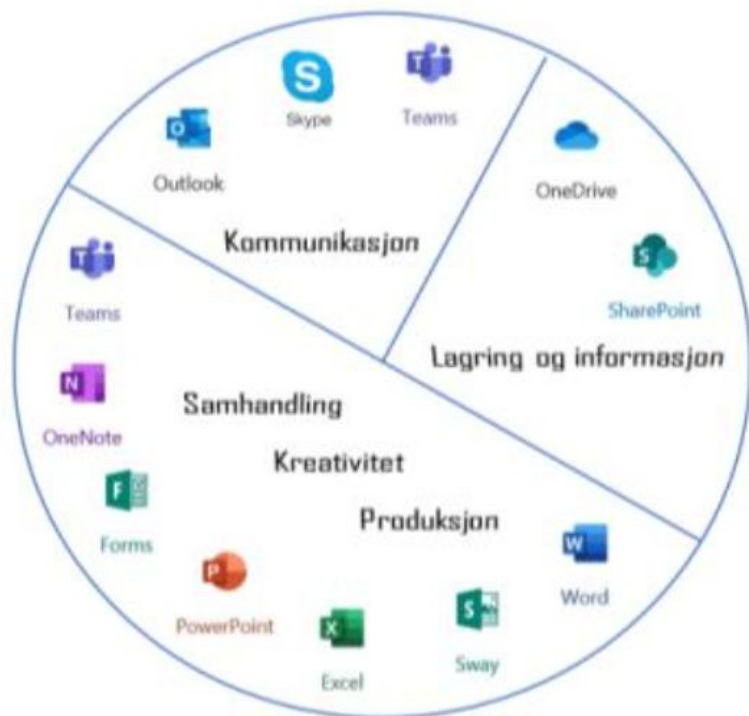 Outlook
Skype
Teams
Kommunikasjon
OneDrive
SharePoint
Lagring og informasjon
Teams
OneNote
Forms
PowerPoint
Excel
Sway
Word
Samhandling
Kreativitet
Produksjon